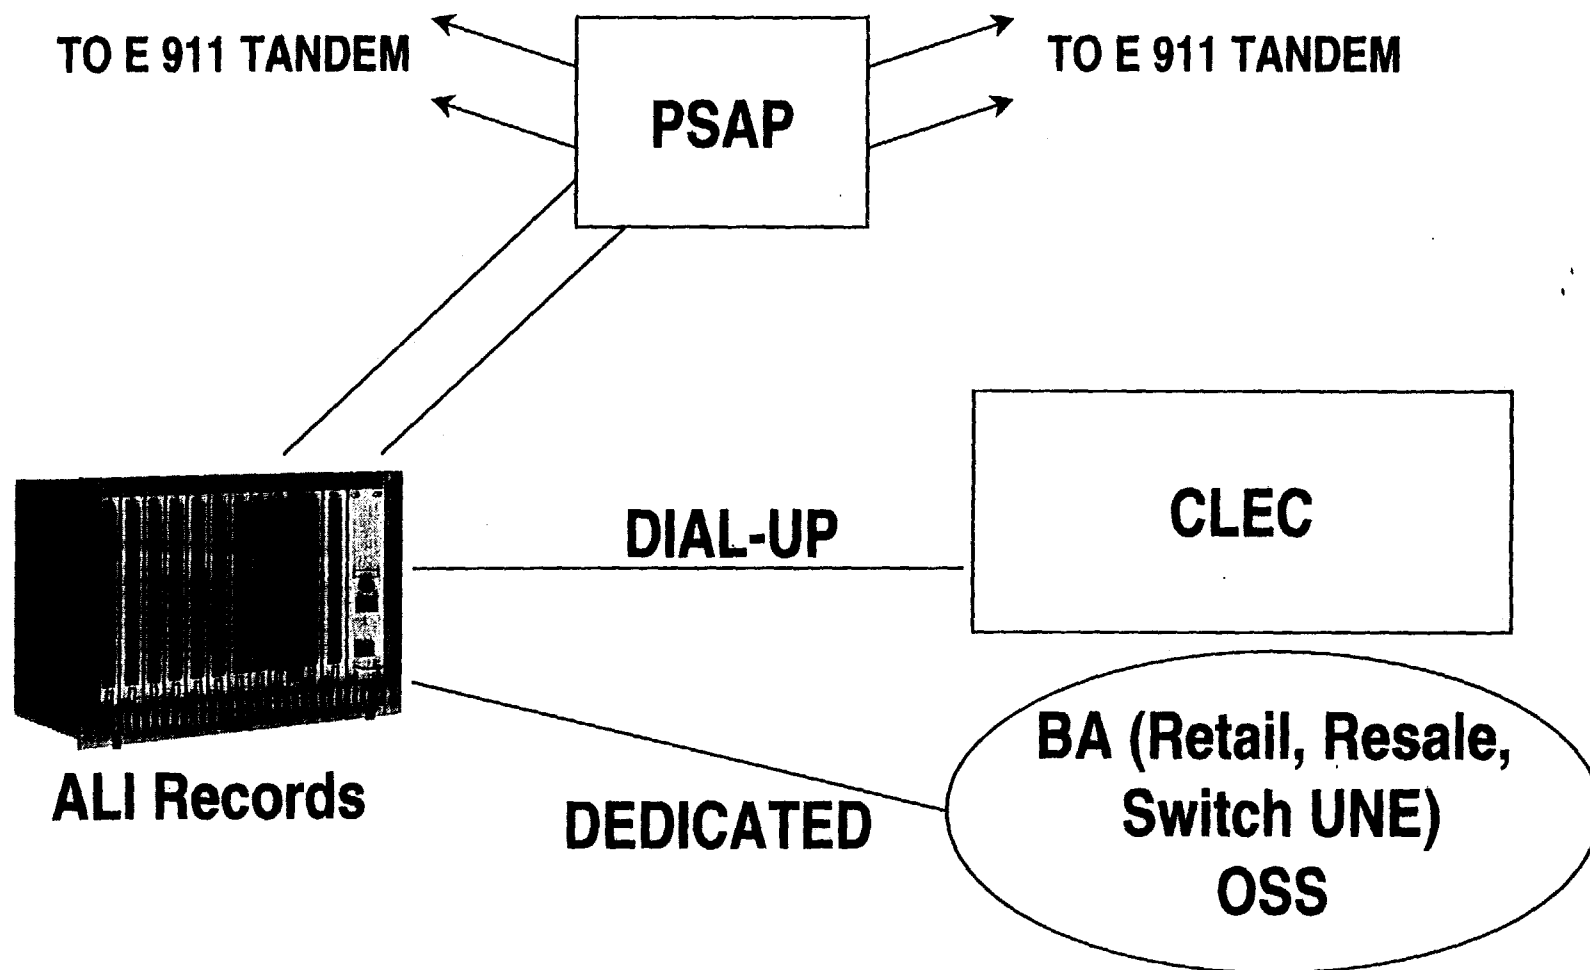 TO E 911 TANDEM
TO E 911 TANDEM
PSAP
CLEC
DIAL-UP
ALI Records
DEDICATED
BA (Retail, Resale,
Switch UNE)
OSS